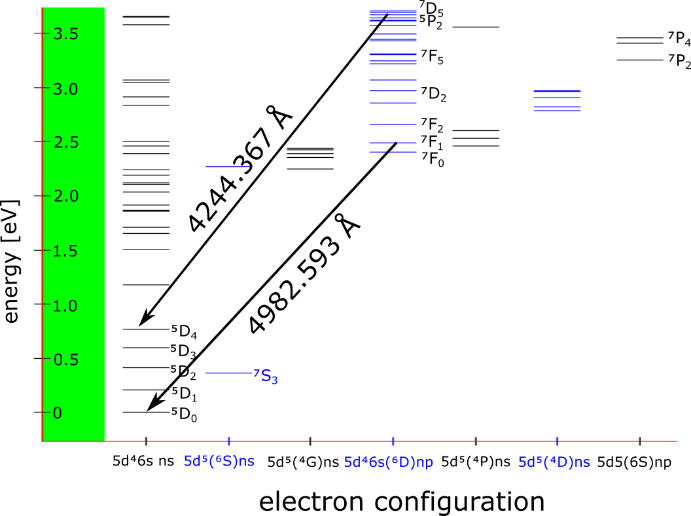 ⁷D₅
⁵P₂
3.5
⁷P₄
⁷F₅
⁷P₂
3.0
⁷D₂
4244.367 Å
⁷F₂
2.5
⁷F₁
⁷F₀
2.0
energy [eV]
4982.593 Å
1.5
1.0
⁵D₄
⁵D₃
0.5
⁵D₂
⁷S₃
⁵D₁
0
⁵D₀
5d⁴6s ns 5d⁵(⁶S)ns 5d⁵(⁴G)ns 5d⁴6s(⁶D)np 5d⁵(⁴P)ns 5d⁵(⁴D)ns 5d5(6S)np
electron configuration